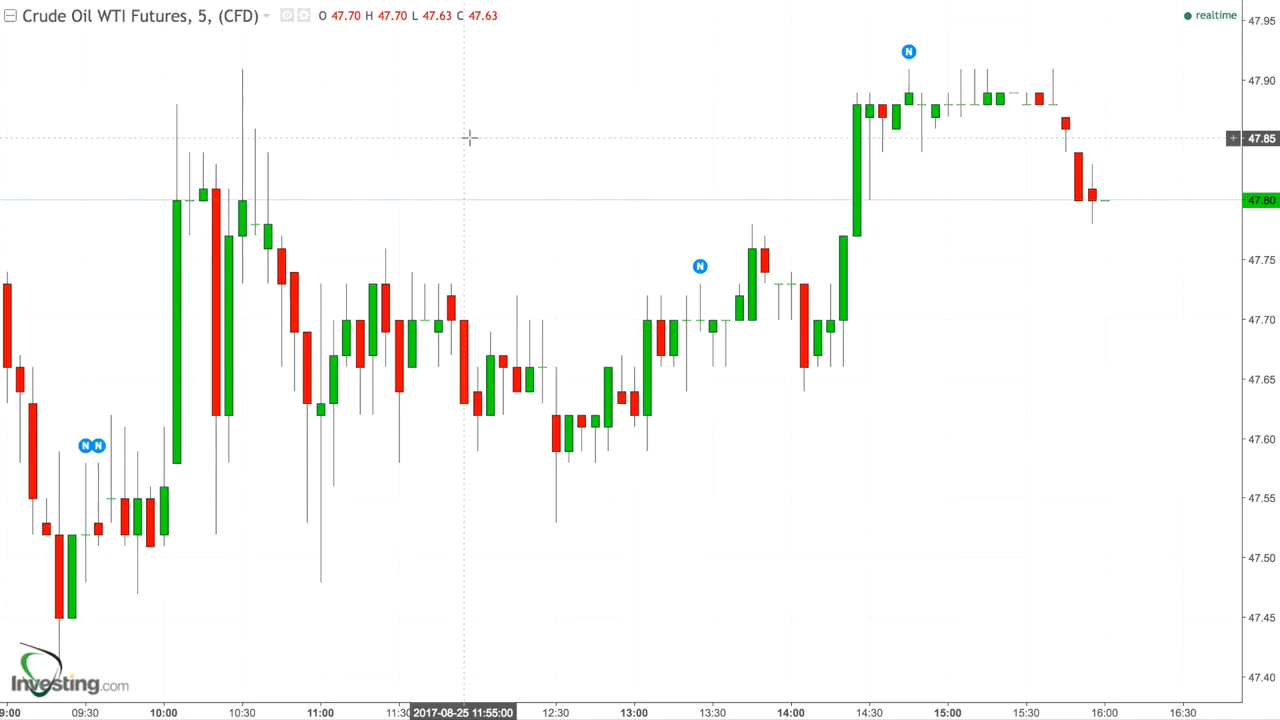 Crude Oil WTI Futures, 5, (CFD) O 47.70 H 47.70 L 47.63 C 47.63
realtime
47.95
N
47.90
+ 47.85
47.80
N
47.75
47.70
47.65
N N
47.60
47.55
47.50
47.45
47.40
Investing.com
9:00 09:30 10:00 10:30 11:00 11:30 2017-08-25 11:55:00 12:30 13:00 13:30 14:00 14:30 15:00 15:30 16:00 16:30